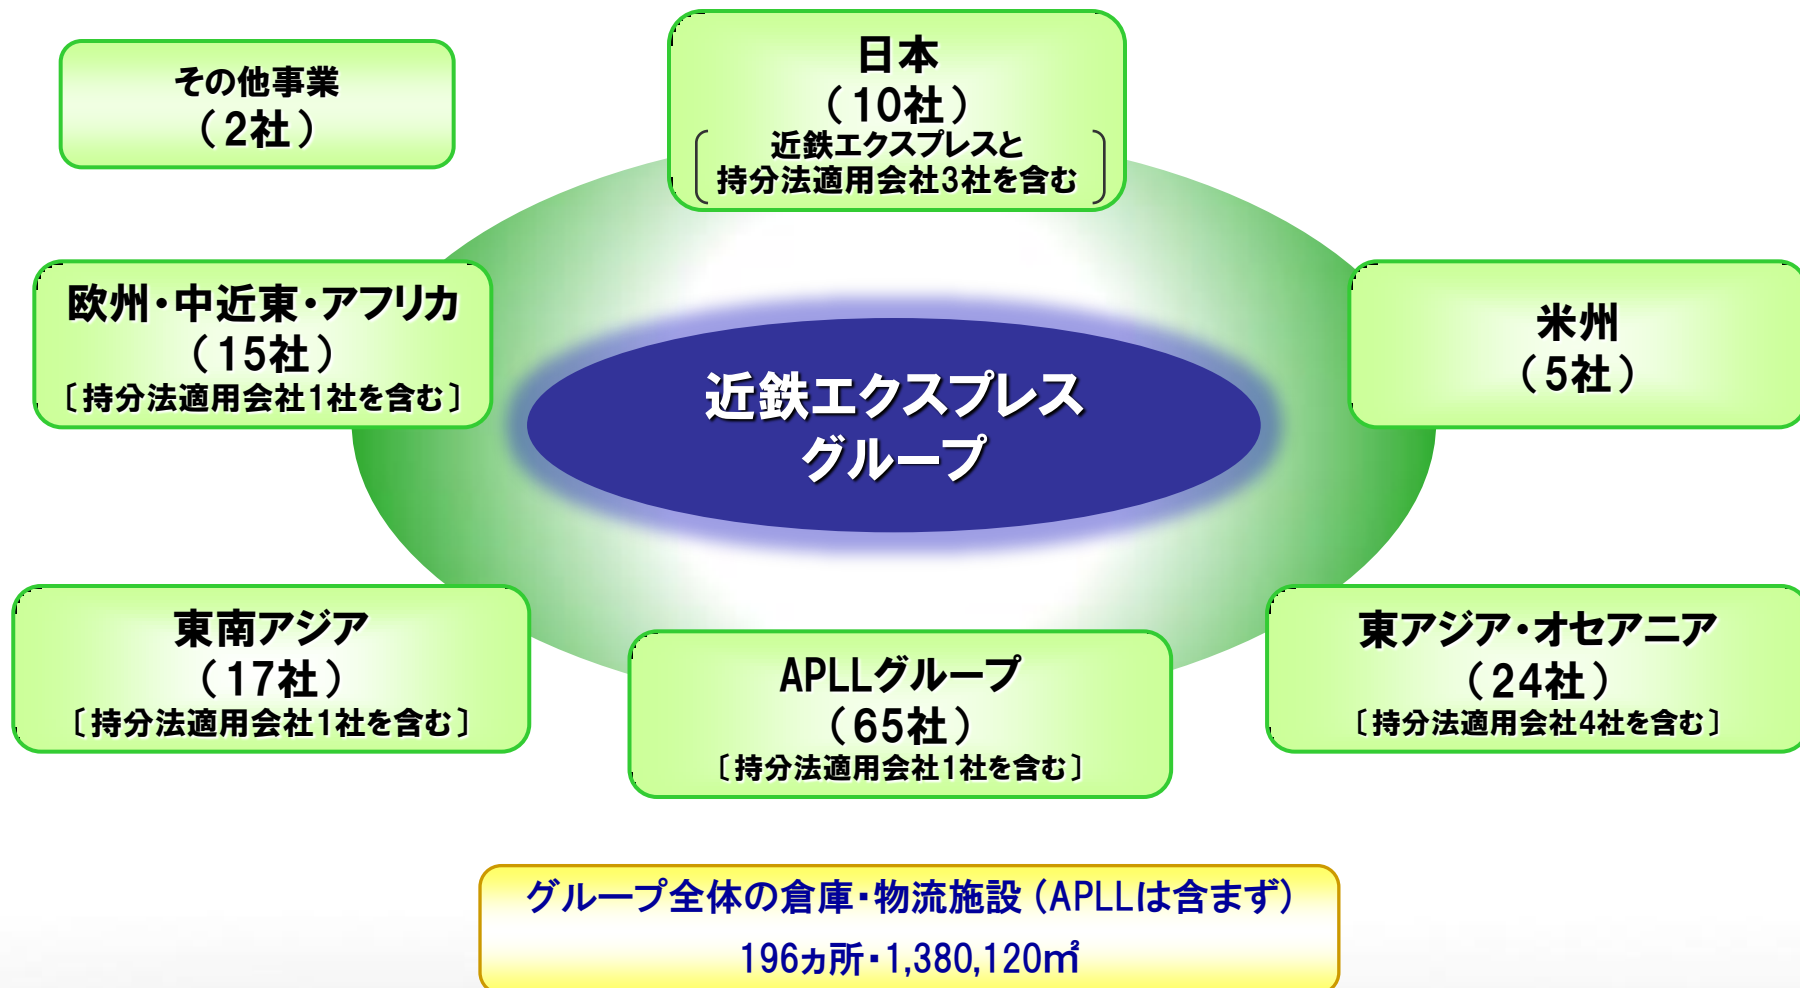 その他事業
（2社）
日本
（10社）
近鉄エクスプレスと
持分法適用会社3社を含む
欧州・中近東・アフリカ
（15社）
〔持分法適用会社1社を含む〕
米州
（5社）
近鉄エクスプレス
グループ
東南アジア
（17社）
〔持分法適用会社1社を含む〕
APLLグループ
（65社）
〔持分法適用会社1社を含む〕
東アジア・オセアニア
（24社）
〔持分法適用会社4社を含む〕
グループ全体の倉庫・物流施設（APLLは含まず）
196ヵ所・1,380,120㎡